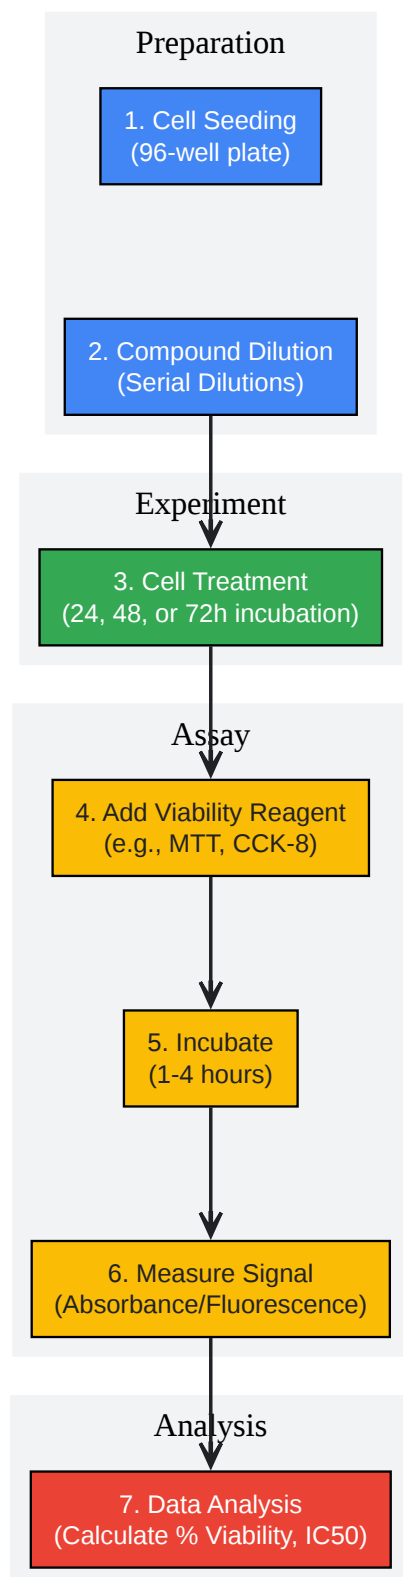 Preparation
1. Cell Seeding
(96-well plate)
2. Compound Dilution
(Serial Dilutions)
Experiment
3. Cell Treatment
(24, 48, or 72h incubation)
Assay
4. Add Viability Reagent
(e.g., MTT, CCK-8)
5. Incubate
(1-4 hours)
6. Measure Signal
(Absorbance/Fluorescence)
Analysis
7. Data Analysis
(Calculate % Viability, IC50)